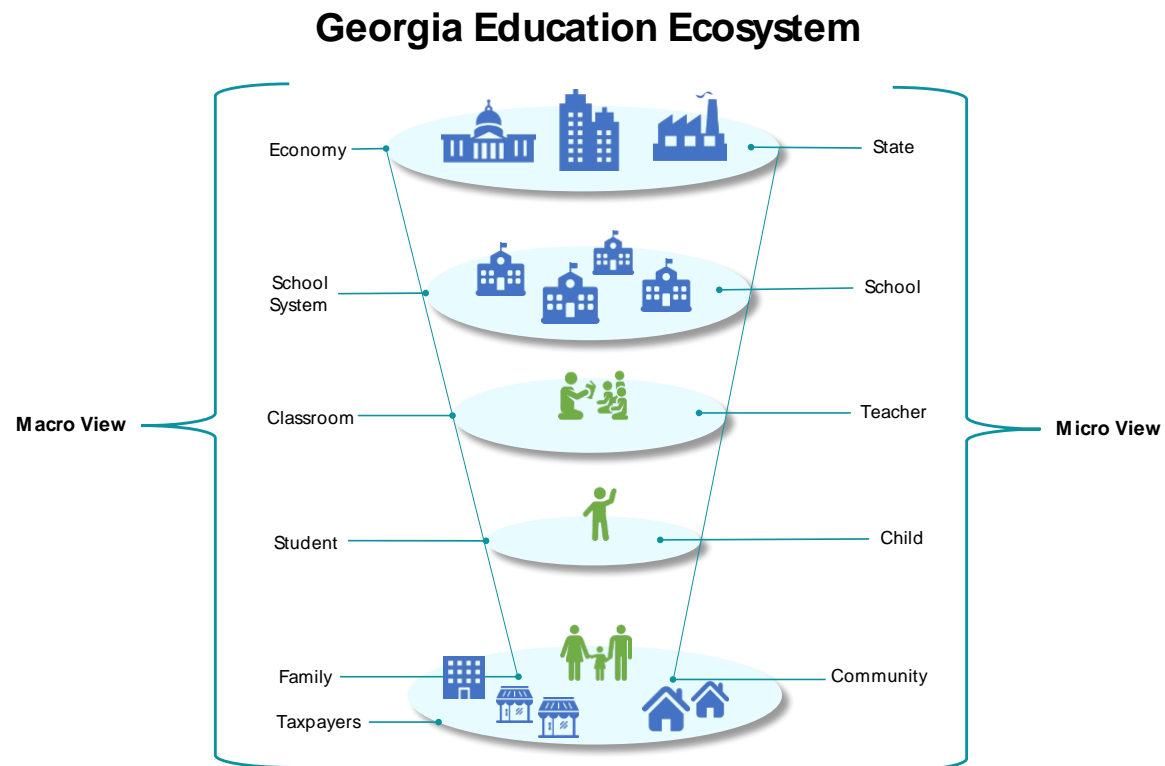 Georgia Education Ecosystem
Economy
State
School
System
School
Macro View
Classroom
Teacher
Micro View
Student
Child
Family
Community
Taxpayers